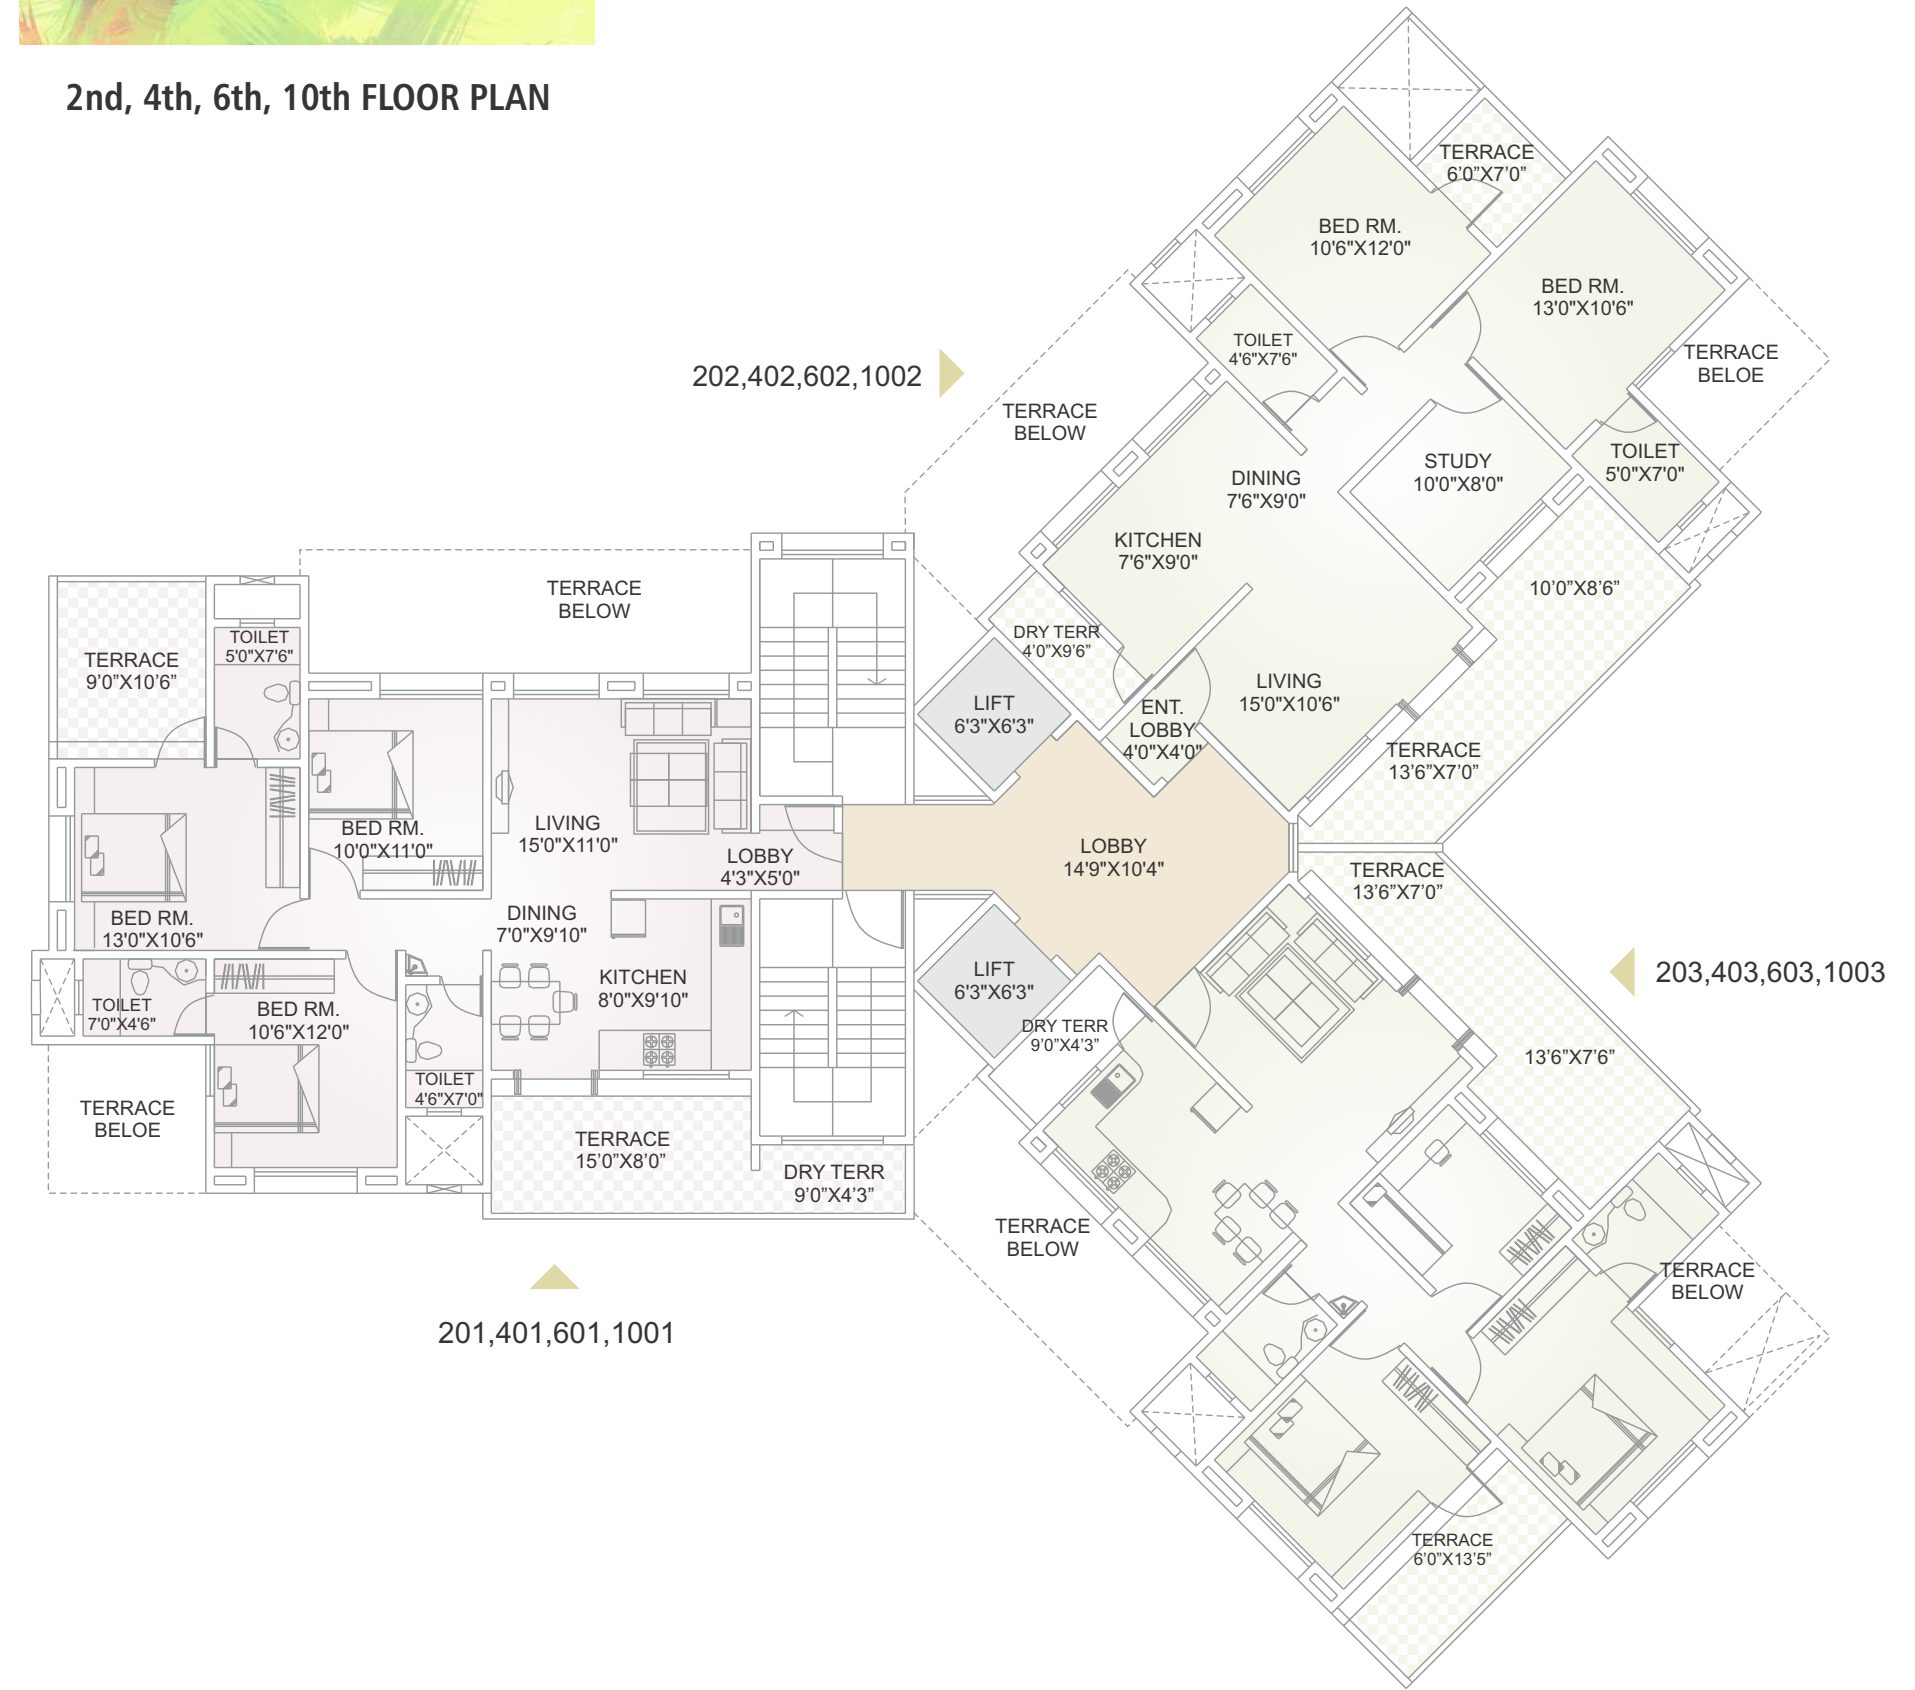 2nd, 4th, 6th, 10th FLOOR PLAN
TERRACE
6’0”X7’0”
BED RM.
10'6"X12'0"
BED RM.
13'0"X10'6"
TOILET
4'6"X7'6"
TERRACE
BELOE
202,402,602,1002
TERRACE
BELOW
STUDY
10'0"X8'0"
TOILET
5'0"X7'0"
DINING
7'6"X9'0"
KITCHEN
7'6"X9'0"
10’0”X8’6”
DRY TERR
4’0”X9’6”
LIVING
15'0"X10'6"
ENT.
LOBBY
4'0"X4'0"
LIFT
6'3"X6'3"
TERRACE
13’6”X7’0”
TERRACE
BELOW
TOILET
5'0"X7'6"
TERRACE
9’0”X10’6”
BED RM.
10'0"X11'0"
LIVING
15'0"X11'0"
LOBBY
4'3"X5'0"
LOBBY
14'9"X10'4"
TERRACE
13’6”X7’0”
BED RM.
13'0"X10'6"
DINING
7'0"X9'10"
KITCHEN
8'0"X9'10"
LIFT
6'3"X6'3"
203,403,603,1003
TOILET
7'0"X4'6"
BED RM.
10'6"X12'0"
DRY TERR
9’0”X4’3”
13’6”X7’6”
TOILET
4'6"X7'0"
TERRACE
BELOE
TERRACE
15’0”X8’0”
DRY TERR
9’0”X4’3”
TERRACE
BELOW
TERRACE
BELOW
201,401,601,1001
TERRACE
6’0”X13’5”